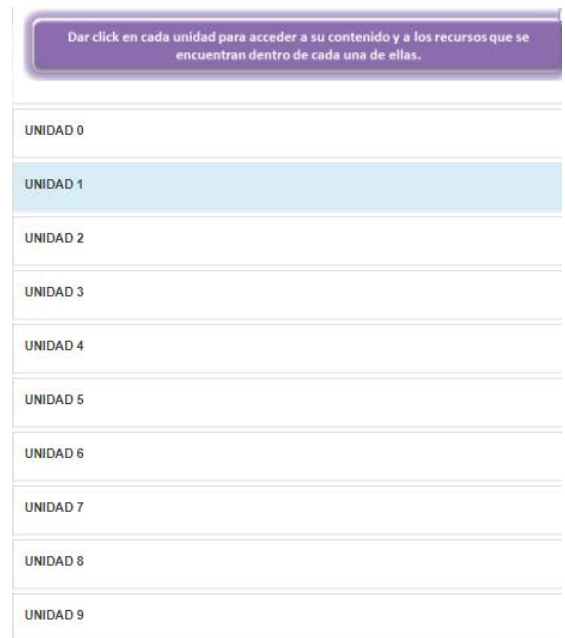 Dar click en cada unidad para acceder a su contenido y a los recursos que se
encuentran dentro de cada una de ellas.
UNIDAD 0
UNIDAD 1
UNIDAD 2
UNIDAD 3
UNIDAD 4
UNIDAD 5
UNIDAD 6
UNIDAD 7
UNIDAD 8
UNIDAD 9